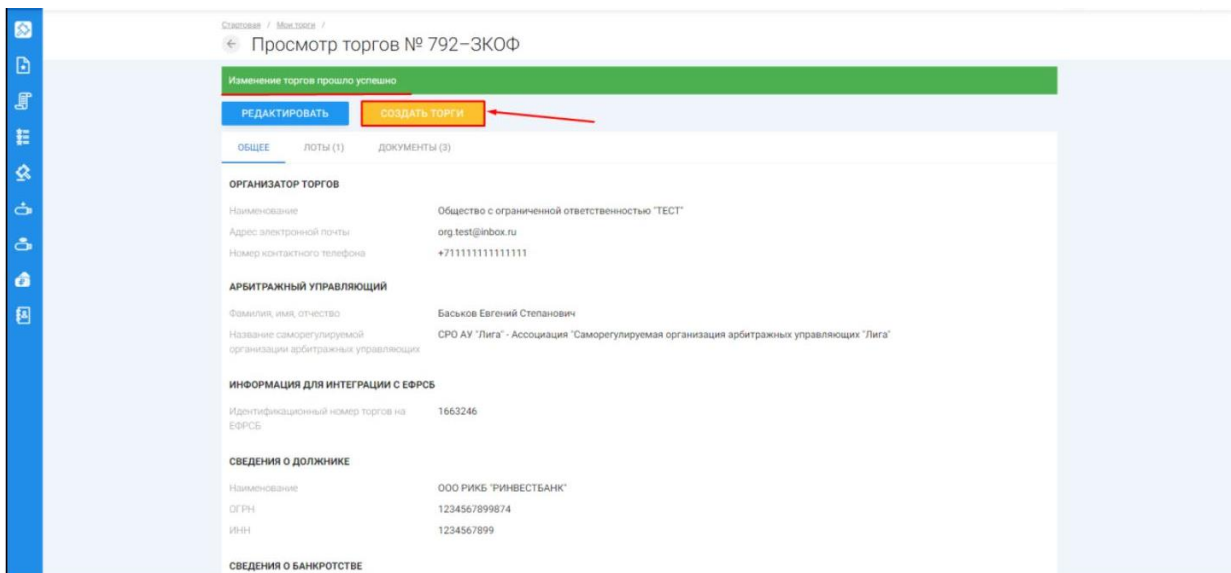 Стартовая / Мои торги /
Просмотр торгов № 792–ЗКОФ
Изменение торгов прошло успешно
РЕДАКТИРОВАТЬ СОЗДАТЬ ТОРГИ
ОБЩЕЕ ЛОТЫ (1) ДОКУМЕНТЫ (3)
ОРГАНИЗАТОР ТОРГОВ
Наименование Общество с ограниченной ответственностью "ТЕСТ"
Адрес электронной почты org.test@inbox.ru
Номер контактного телефона +711111111111111
АРБИТРАЖНЫЙ УПРАВЛЯЮЩИЙ
Фамилия, имя, отчество Баськов Евгений Степанович
Название саморегулируемой СРО АУ "Лига" - Ассоциация "Саморегулируемая организация арбитражных управляющих "Лига"
организации арбитражных управляющих
ИНФОРМАЦИЯ ДЛЯ ИНТЕГРАЦИИ С ЕФРСБ
Идентификационный номер торгов на 1663246
ЕФРСБ
СВЕДЕНИЯ О ДОЛЖНИКЕ
Наименование ООО РИКБ "РИНВЕСТБАНК"
ОГРН 1234567899874
ИНН 1234567899
СВЕДЕНИЯ О БАНКРОТСТВЕ